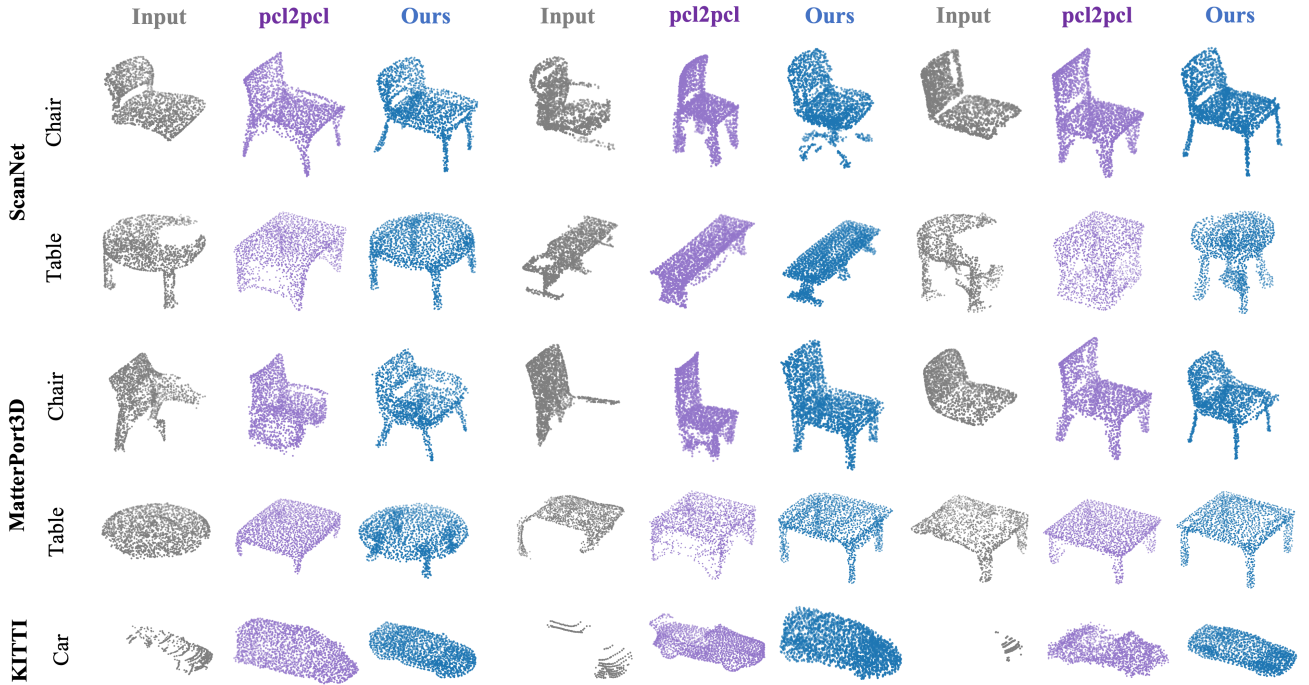 Input pcl2pcl Ours Input pcl2pcl Ours Input pcl2pcl Ours
ScanNet
Chair
Table
MatterPort3D
Chair
Table
KITTI
Car